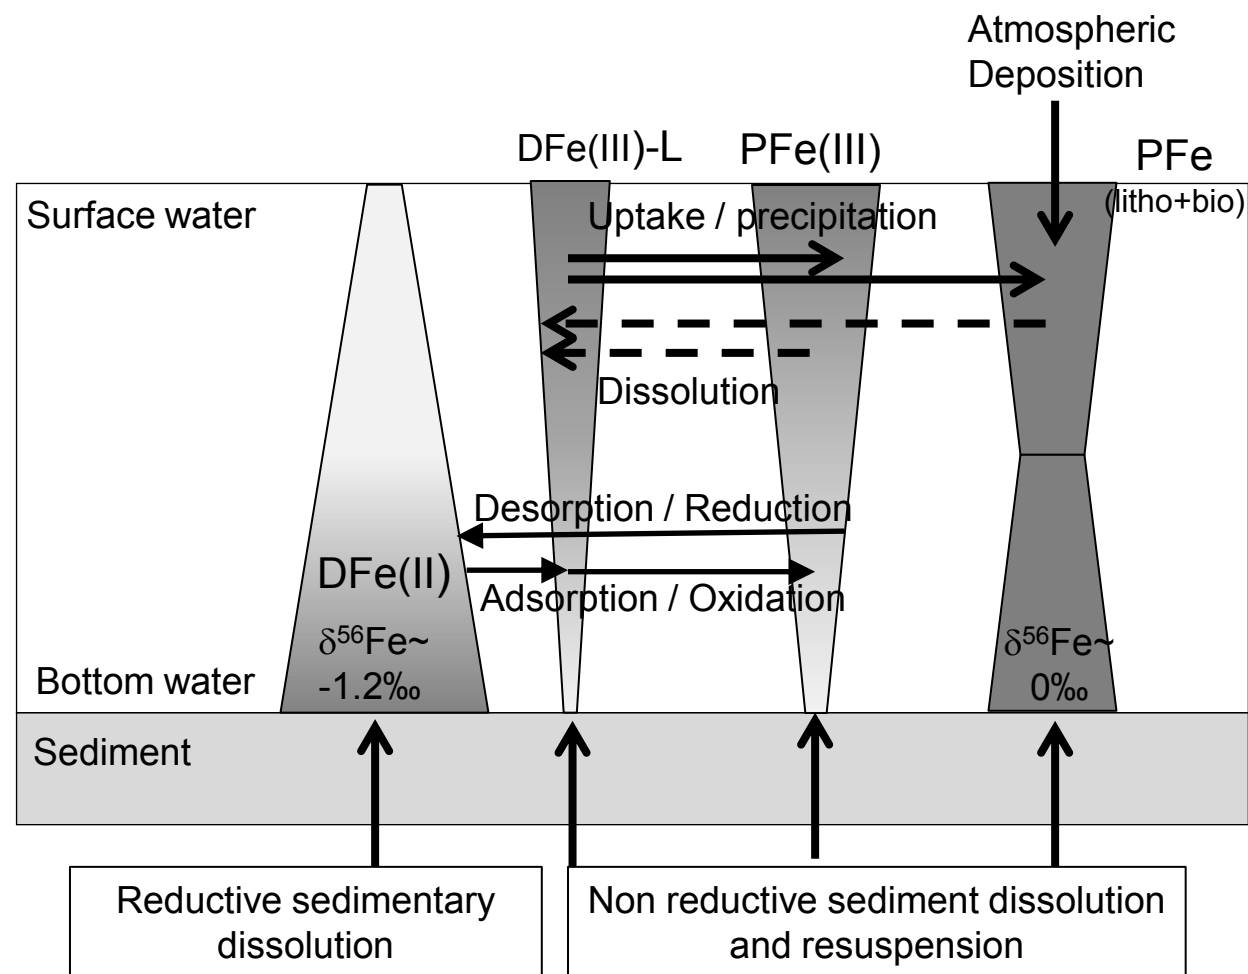 Atmospheric
Deposition
DFe(III)-L
PFe(III)
PFe
(litho+bio)
Surface water
Uptake / precipitation
Dissolution
Desorption / Reduction
DFe(II)
Adsorption / Oxidation
δ⁵⁶Fe~
-1.2‰
δ⁵⁶Fe~
0‰
Bottom water
Sediment
Reductive sedimentary
dissolution
Non reductive sediment dissolution
and resuspension